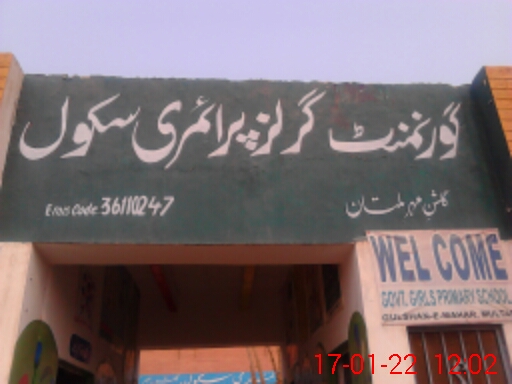 گورنمنٹ گرلز پرائمری سکول
گلشن مہر ملتان
Emis Code 36110247
WEL COME
GOVT. GIRLS PRIMARY SCHOOL
GULSHAN-E-MAHAR, MULTAN
17-01-22 12:02